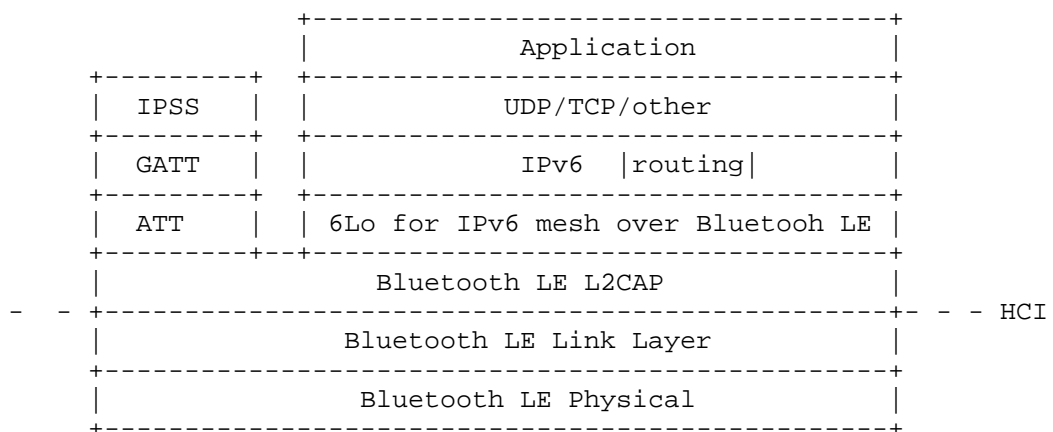 Application
IPSS UDP/TCP/other
GATT IPv6 |routing|
ATT 6Lo for IPv6 mesh over Bluetooh LE
Bluetooth LE L2CAP
- - - - - HCI
Bluetooth LE Link Layer
Bluetooth LE Physical